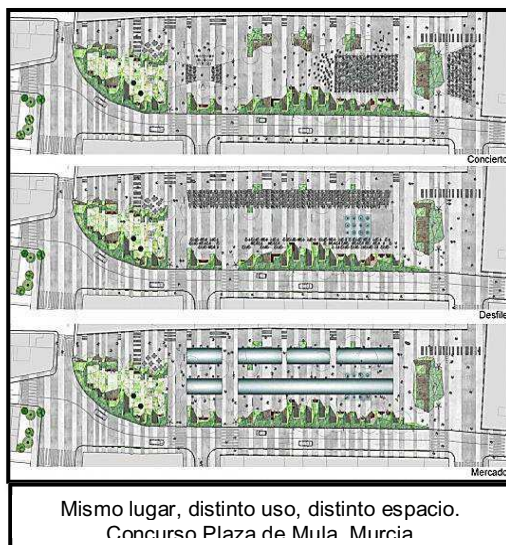 Concierto
Desfile
Mercado
Mismo lugar, distinto uso, distinto espacio.
Concurso Plaza de Mula. Murcia